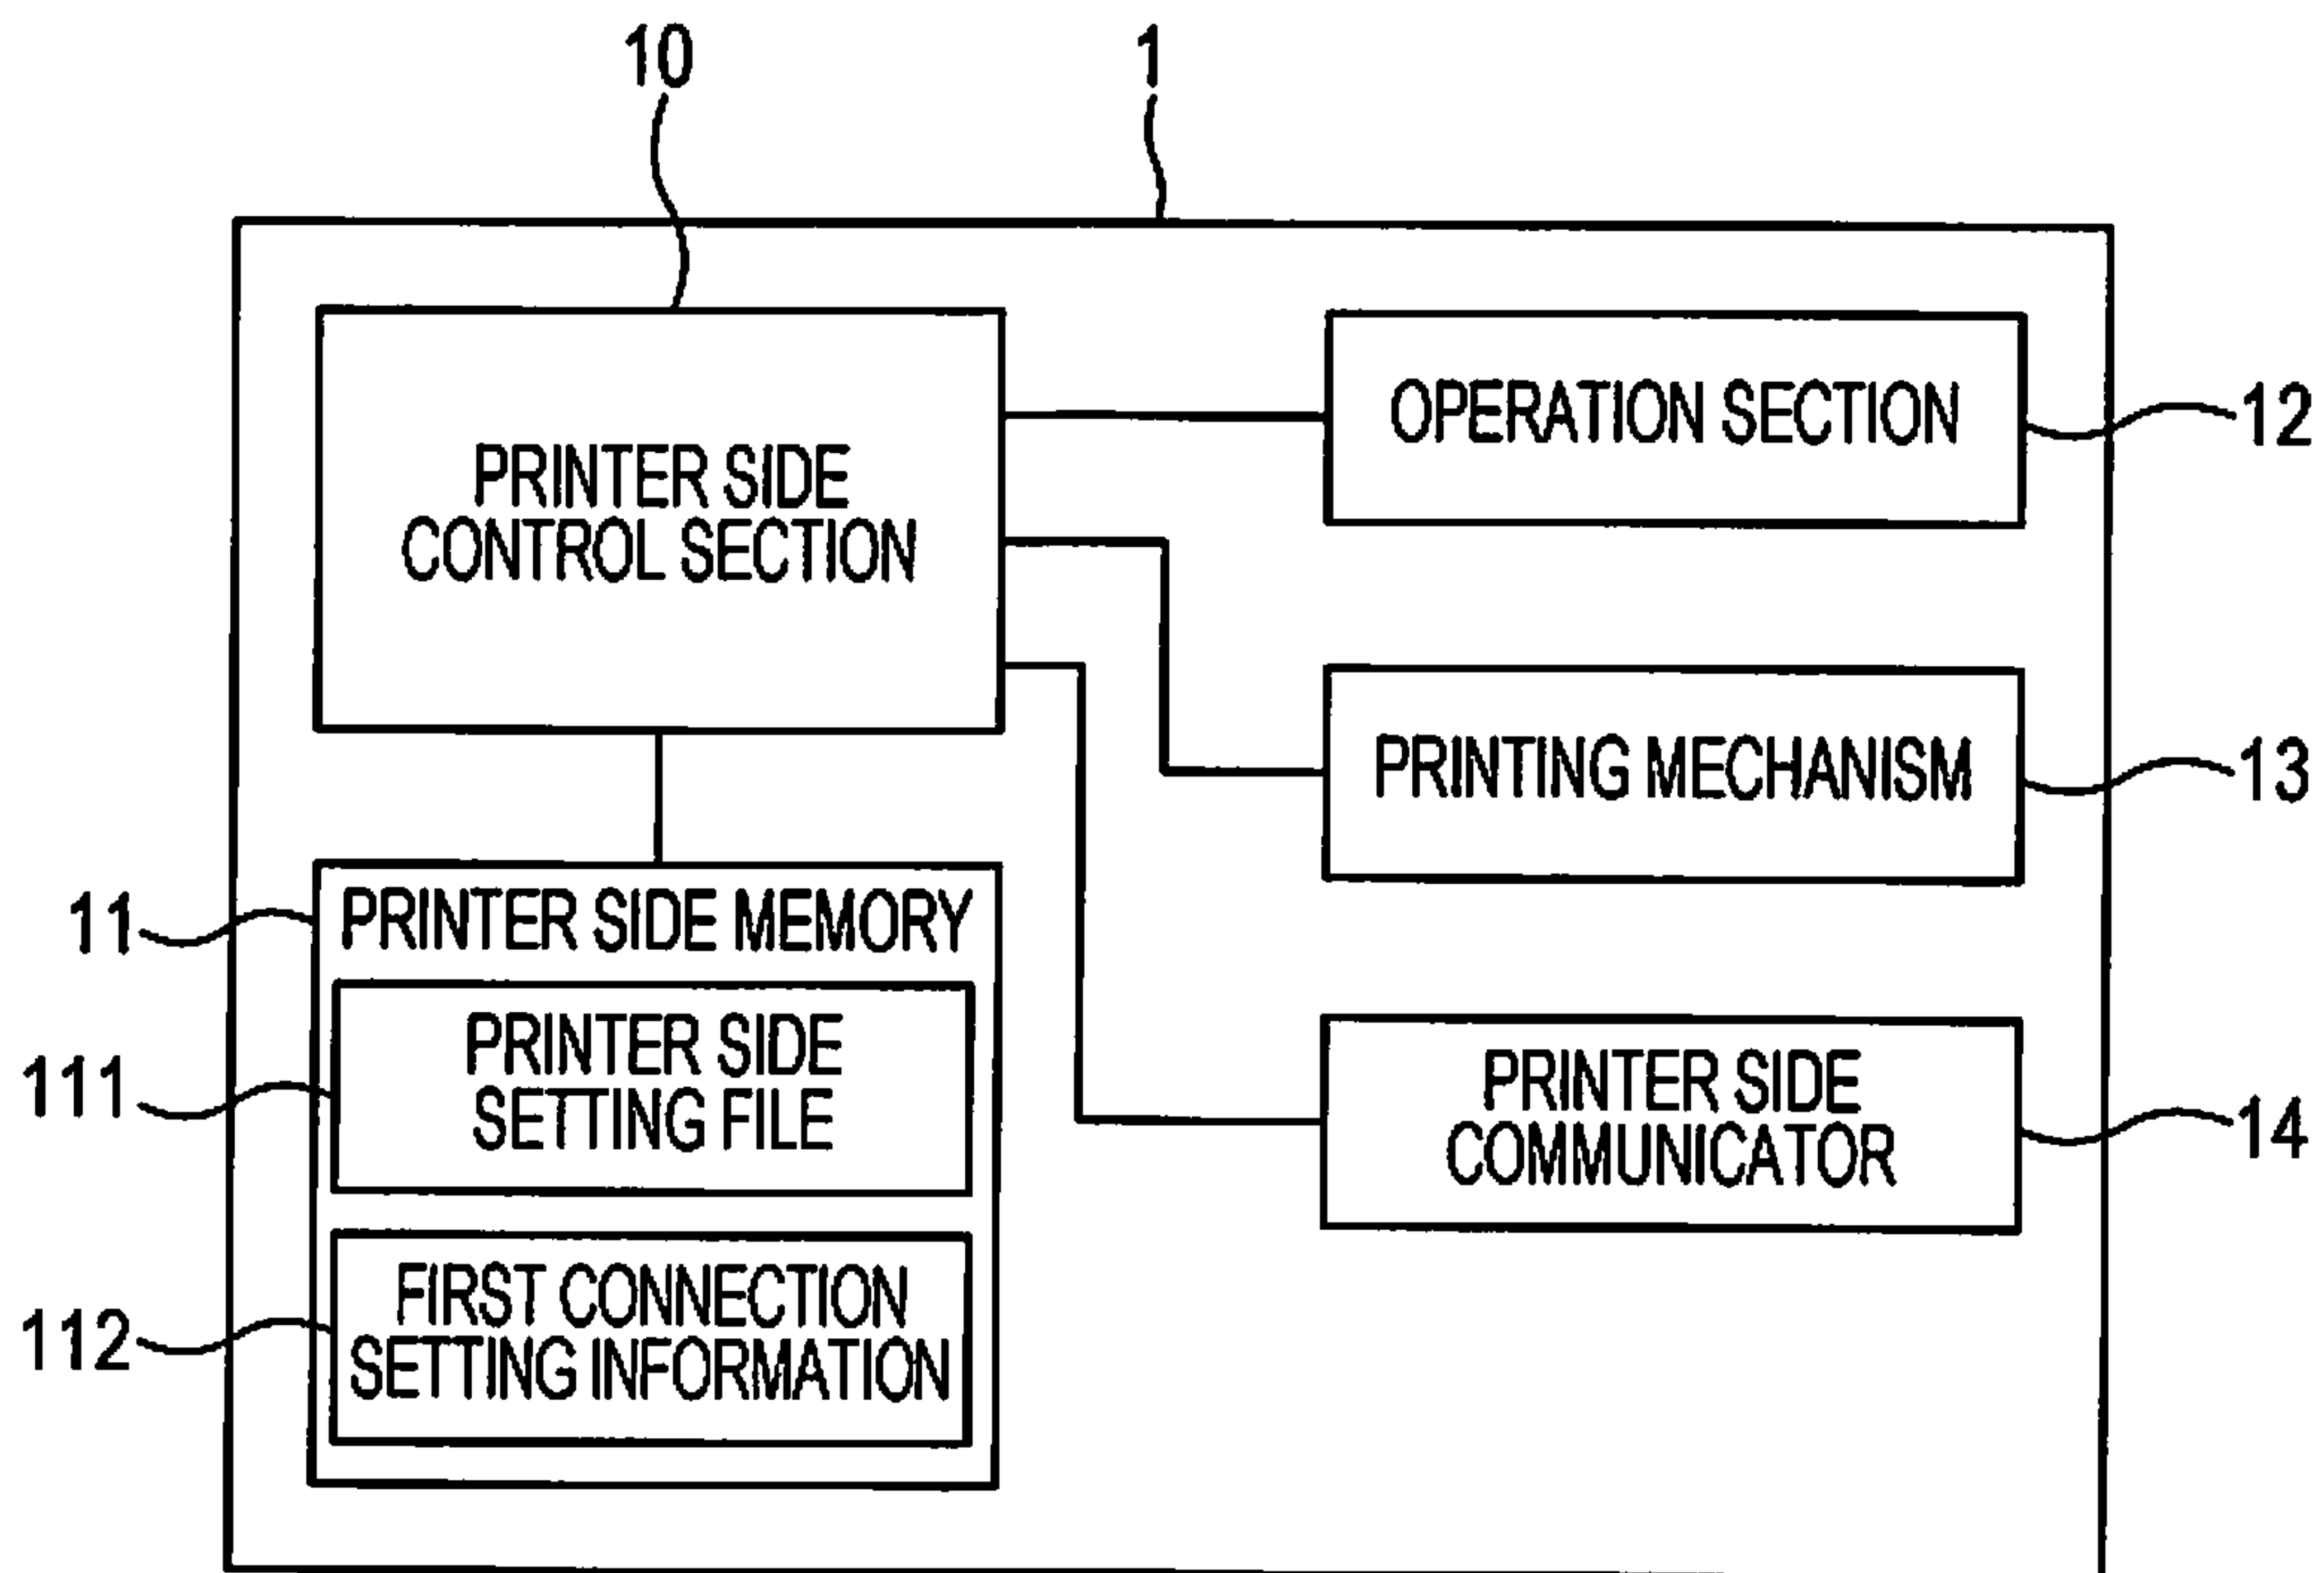 10
1
PRINTER SIDE
CONTROL SECTION
OPERATION SECTION
12
PRINTING MECHANISM
13
11
PRINTER SIDE MEMORY
111
PRINTER SIDE
SETTING FILE
PRINTER SIDE
COMMUNICATOR
14
112
FIRST CONNECTION
SETTING INFORMATION